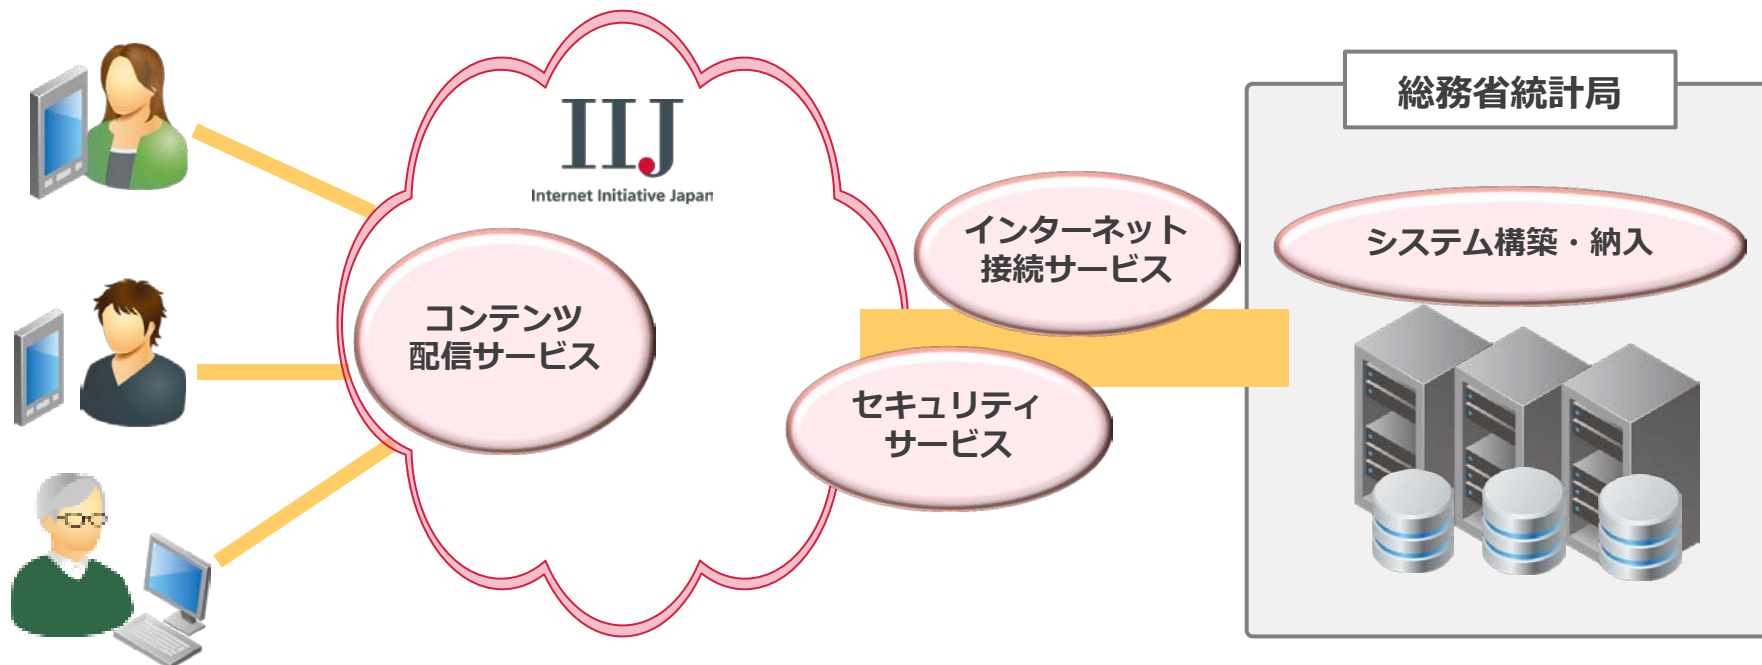 IIJ
Internet Initiative Japan
コンテンツ
配信サービス
インターネット
接続サービス
セキュリティ
サービス
総務省統計局
システム構築・納入